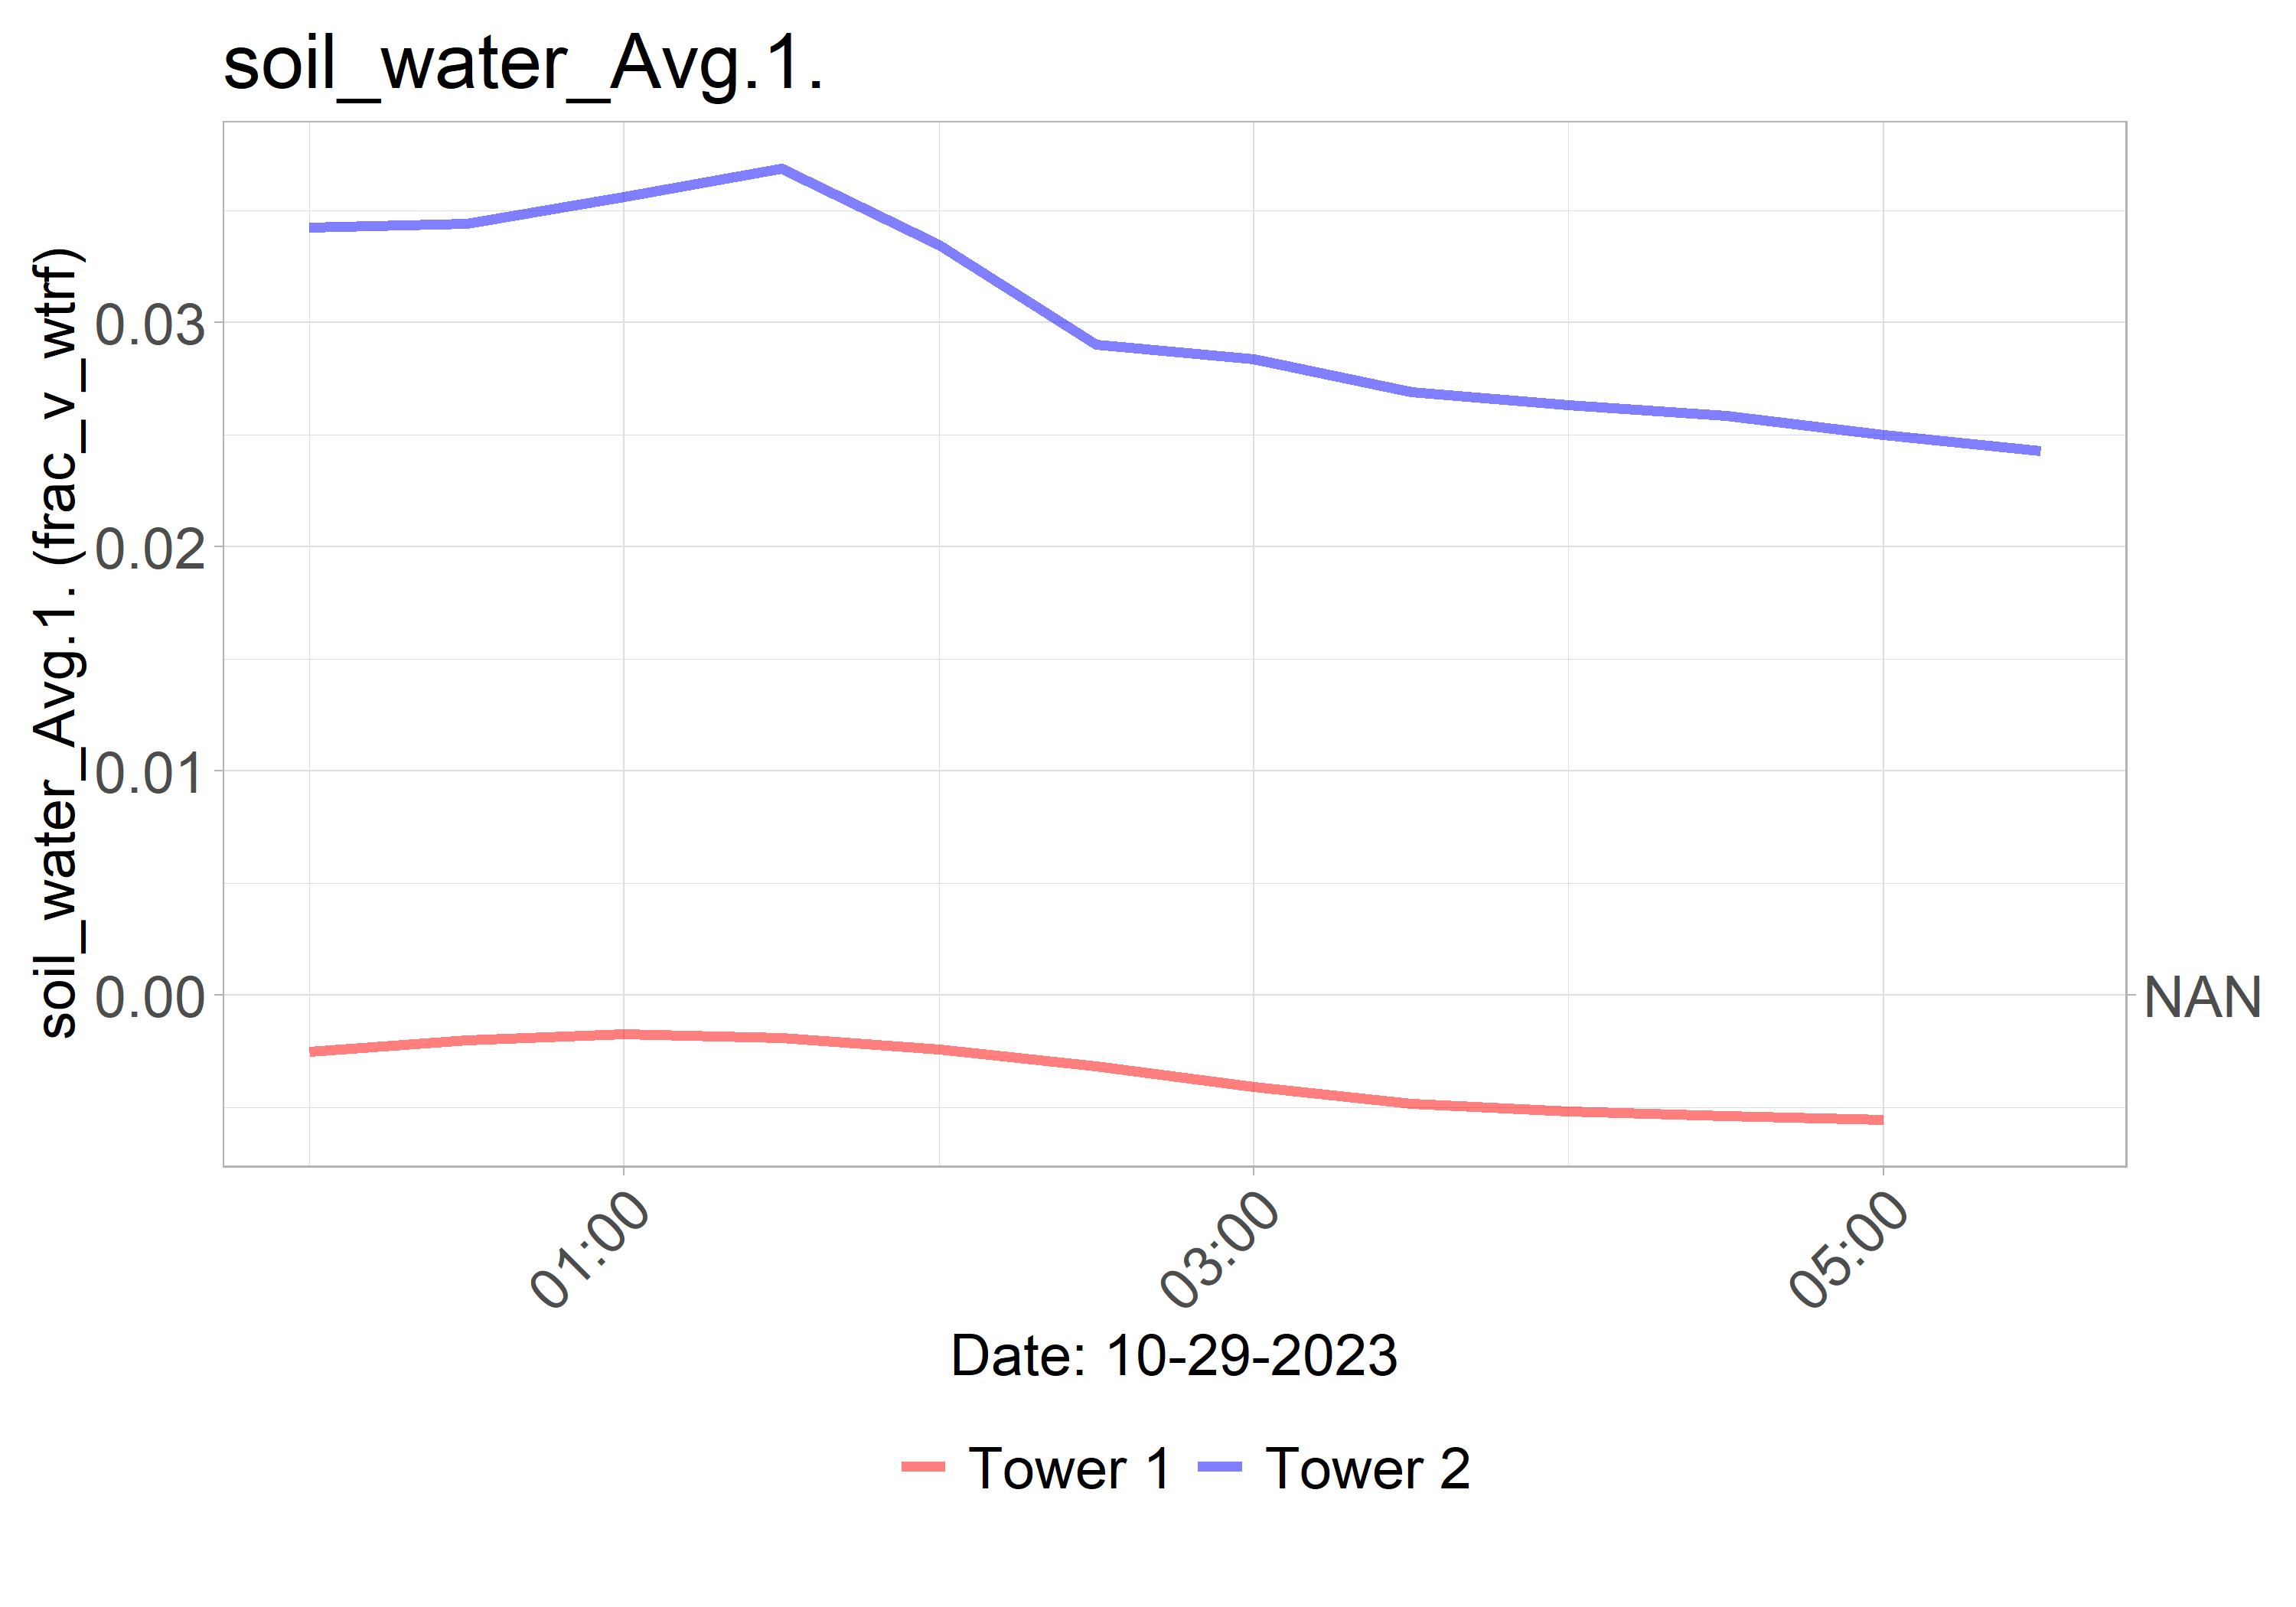 soil_water_Avg.1.
soil_water_Avg.1. (frac_v_wtrf)
0.03
0.02
0.01
0.00
NAN
01:00
03:00
05:00
Date: 10-29-2023
Tower 1
Tower 2